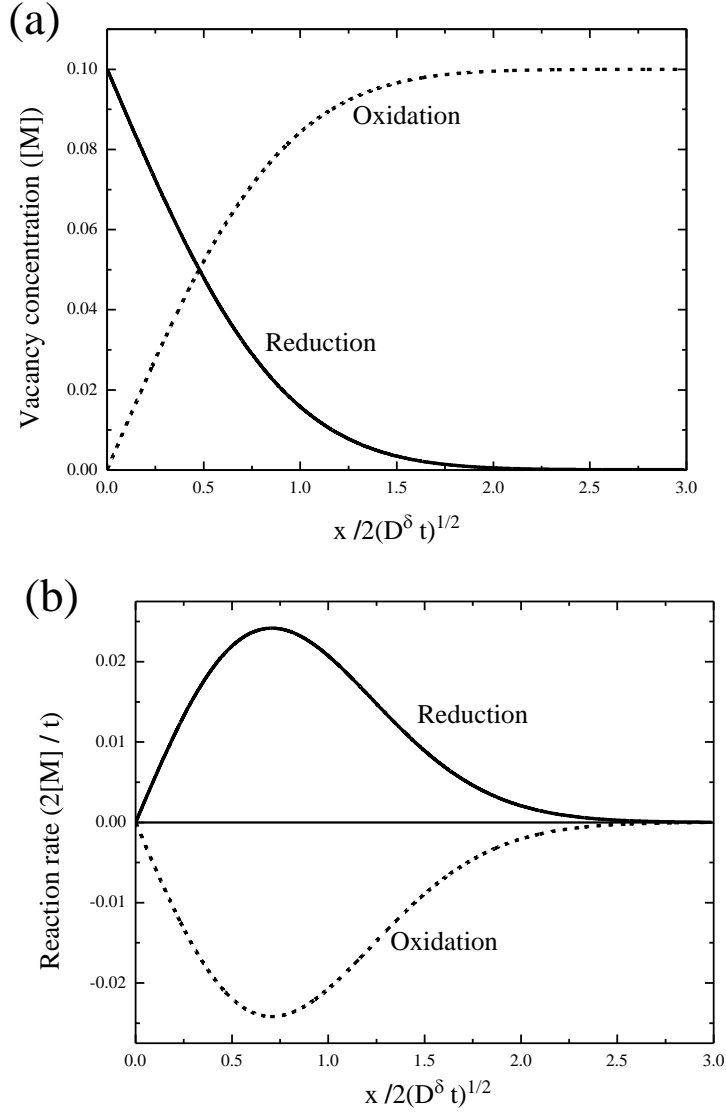 (a)
Vacancy concentration ([M])
0.10
0.08
0.06
0.04
0.02
0.00
Oxidation
Reduction
0.0 0.5 1.0 1.5 2.0 2.5 3.0
x /2(D^δ t)^1/2
(b)
Reaction rate (2[M] / t)
0.02
0.01
0.00
-0.01
-0.02
Reduction
Oxidation
0.0 0.5 1.0 1.5 2.0 2.5 3.0
x /2(D^δ t)^1/2